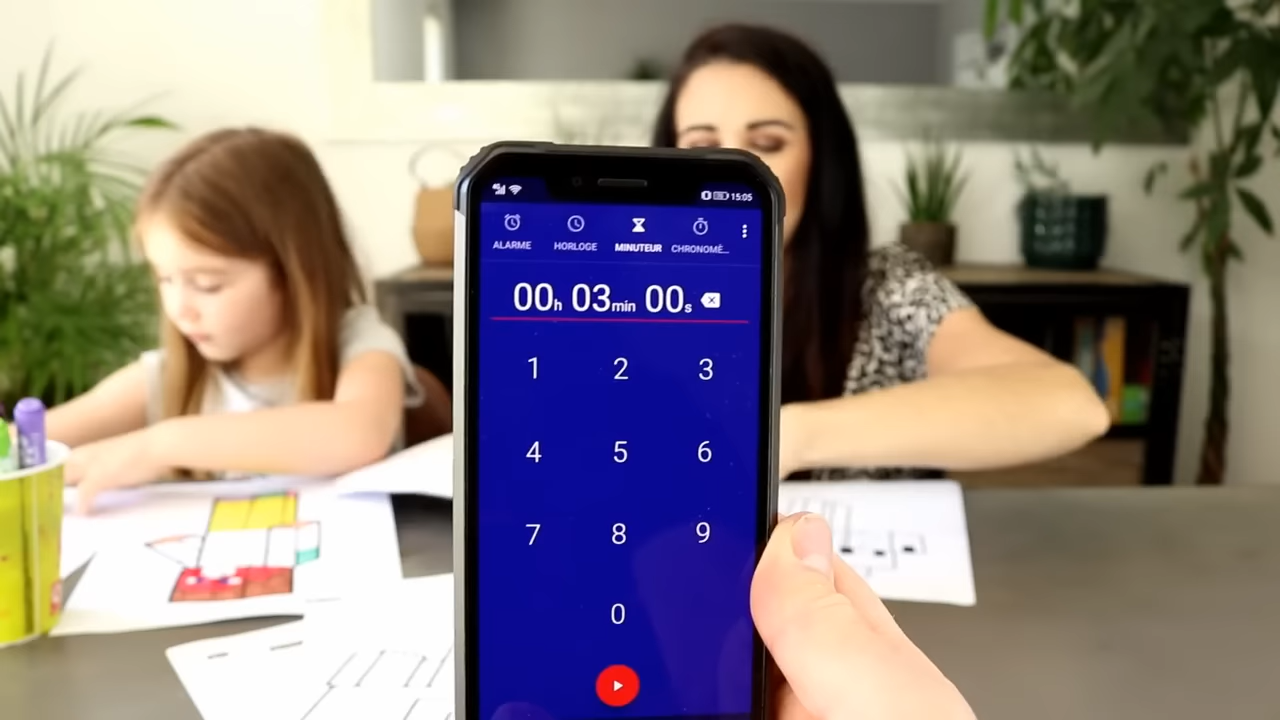 4G 15:05
ALARME HORLOGE MINUTEUR CHRONOMÈ...
00h 03min 00s
1 2 3
4 5 6
7 8 9
0